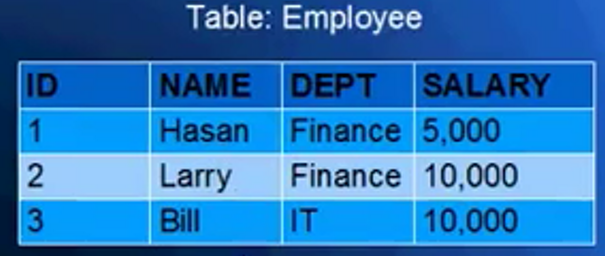 Table: Employee
ID NAME DEPT SALARY
1 Hasan Finance 5,000
2 Larry Finance 10,000
3 Bill IT 10,000